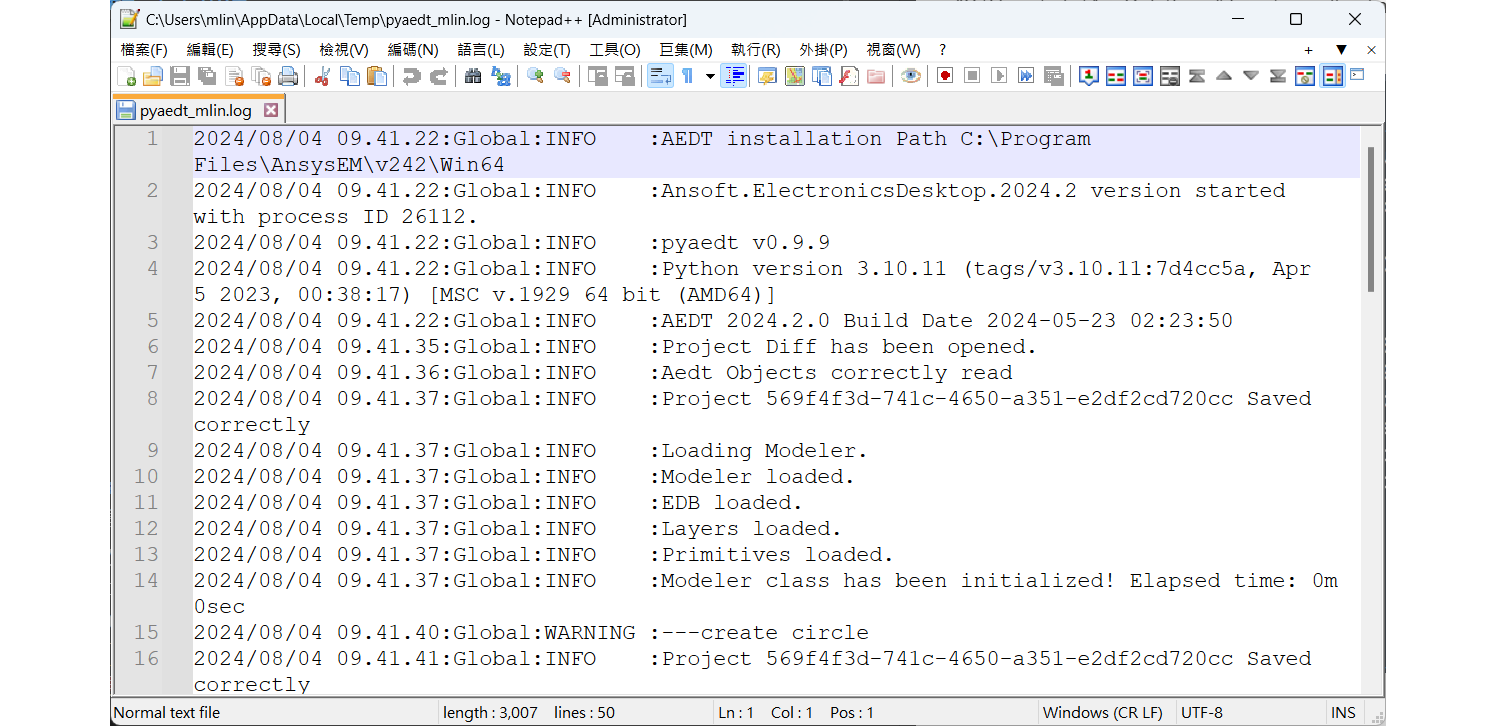 C:\Users\mlin\AppData\Local\Temp\pyaedt_mlin.log - Notepad++ [Administrator]
檔案(F) 編輯(E) 搜尋(S) 檢視(V) 編碼(N) 語言(L) 設定(T) 工具(O) 巨集(M) 執行(R) 外掛(P) 視窗(W) ? + ▼ ×
pyaedt_mlin.log
1 2024/08/04 09.41.22:Global:INFO :AEDT installation Path C:\Program
Files\AnsysEM\v242\Win64
2 2024/08/04 09.41.22:Global:INFO :Ansoft.ElectronicsDesktop.2024.2 version started
with process ID 26112.
3 2024/08/04 09.41.22:Global:INFO :pyaedt v0.9.9
4 2024/08/04 09.41.22:Global:INFO :Python version 3.10.11 (tags/v3.10.11:7d4cc5a, Apr
5 2023, 00:38:17) [MSC v.1929 64 bit (AMD64)]
5 2024/08/04 09.41.22:Global:INFO :AEDT 2024.2.0 Build Date 2024-05-23 02:23:50
6 2024/08/04 09.41.35:Global:INFO :Project Diff has been opened.
7 2024/08/04 09.41.36:Global:INFO :Aedt Objects correctly read
8 2024/08/04 09.41.37:Global:INFO :Project 569f4f3d-741c-4650-a351-e2df2cd720cc Saved
correctly
9 2024/08/04 09.41.37:Global:INFO :Loading Modeler.
10 2024/08/04 09.41.37:Global:INFO :Modeler loaded.
11 2024/08/04 09.41.37:Global:INFO :EDB loaded.
12 2024/08/04 09.41.37:Global:INFO :Layers loaded.
13 2024/08/04 09.41.37:Global:INFO :Primitives loaded.
14 2024/08/04 09.41.37:Global:INFO :Modeler class has been initialized! Elapsed time: 0m
0sec
15 2024/08/04 09.41.40:Global:WARNING :---create circle
16 2024/08/04 09.41.41:Global:INFO :Project 569f4f3d-741c-4650-a351-e2df2cd720cc Saved
correctly
Normal text file length : 3,007 lines : 50 Ln : 1 Col : 1 Pos : 1 Windows (CR LF) UTF-8 INS